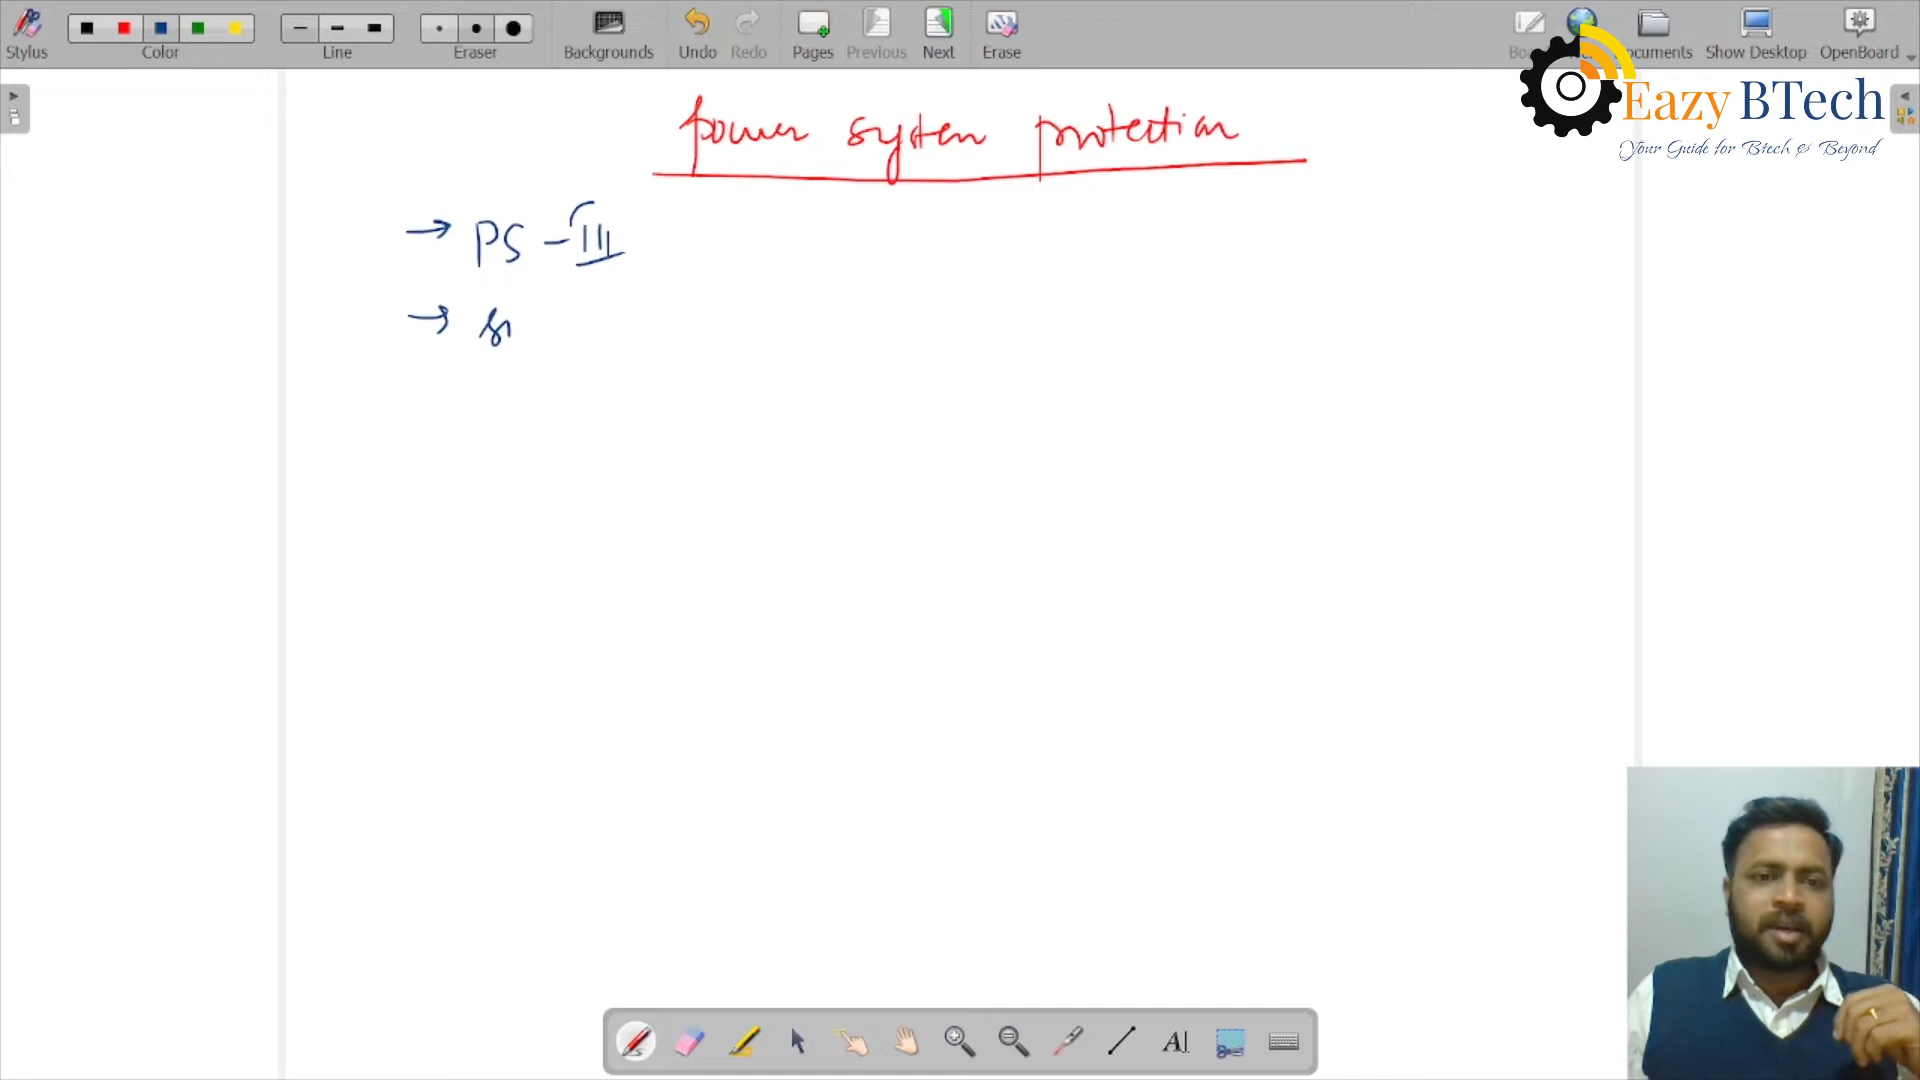 Stylus Color Line Eraser Backgrounds Undo Redo Pages Previous Next Erase Show Desktop OpenBoard
Eazy BTech
Your Guide for Btech & Beyond
power system protection
→ PS - III
→